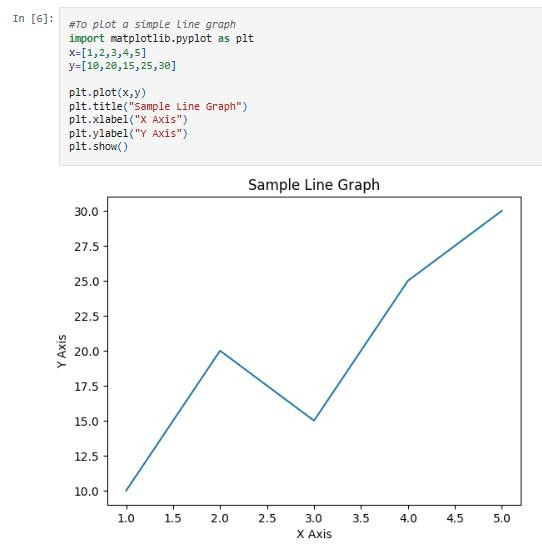 In [6]:
#To plot a simple line graph
import matplotlib.pyplot as plt
x=[1,2,3,4,5]
y=[10,20,15,25,30]
plt.plot(x,y)
plt.title("Sample Line Graph")
plt.xlabel("X Axis")
plt.ylabel("Y Axis")
plt.show()
Sample Line Graph
30.0
27.5
25.0
22.5
20.0
17.5
15.0
12.5
10.0
Y Axis
1.0 1.5 2.0 2.5 3.0 3.5 4.0 4.5 5.0
X Axis